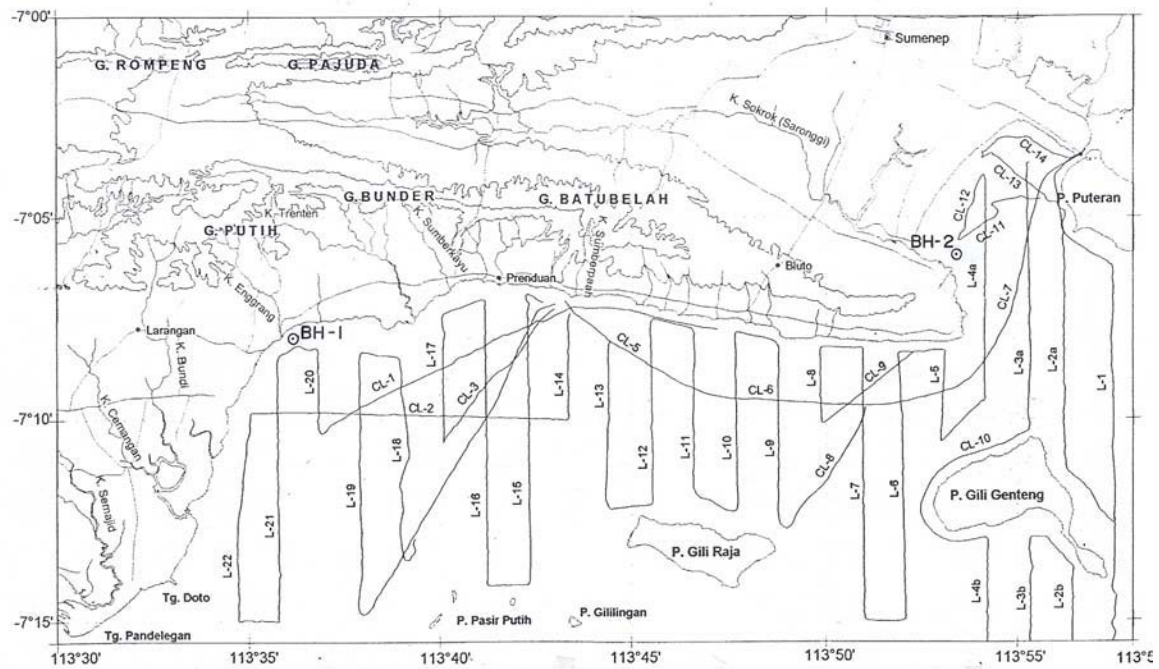 -7°00'
Sumenep
G. ROMPENG
G. PAJUDA
K. Sokrok (Saronggi)
CL-14
CL-13
P. Puteran
-7°05'
G. BUNDER
G. BATUBELAH
K. Trenten
G. PUTIH
K. Sumberkayu
K. Sumberpaan
CL-12
CL-11
BH-2
Prenduan
Bluto
K. Enggrang
L-4a
CL-7
Larangan
BH-1
K. Bundi
L-17
L-20
CL-1
CL-3
L-14
CL-5
L-13
CL-6
L-8
CL-9
L-5
L-3a
L-2a
L-1
-7°10'
CL-2
K. Cemangan
L-18
L-12
L-11
L-10
L-9
CL-8
CL-10
K. Semajid
L-21
L-19
L-16
L-15
L-7
L-6
P. Gili Genteng
L-22
P. Gili Raja
Tg. Doto
P. Pasir Putih
P. Gililingan
L-4b
L-3b
L-2b
-7°15'
Tg. Pandelegan
113°30'
113°35'
113°40'
113°45'
113°50'
113°55'